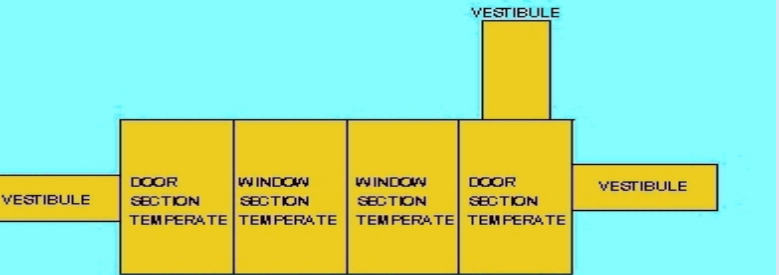 VESTIBULE
VESTIBULE
DOOR
SECTION
TEMPERATE
WINDOW
SECTION
TEMPERATE
WINDOW
SECTION
TEMPERATE
DOOR
SECTION
TEMPERATE
VESTIBULE